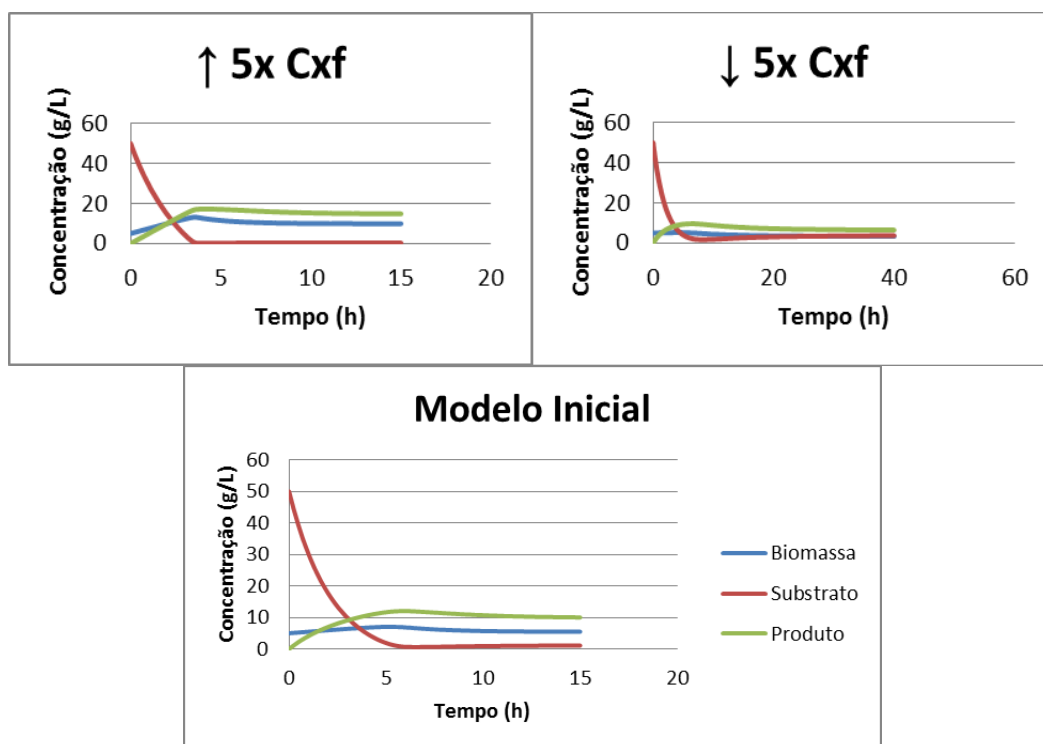 ↑ 5x Cxf
Concentração (g/L)
60
40
20
0
0 5 10 15 20
Tempo (h)
↓ 5x Cxf
Concentração (g/L)
60
40
20
0
0 20 40 60
Tempo (h)
Modelo Inicial
Concentração (g/L)
60
50
40
30
20
10
0
0 5 10 15 20
Tempo (h)
Biomassa
Substrato
Produto